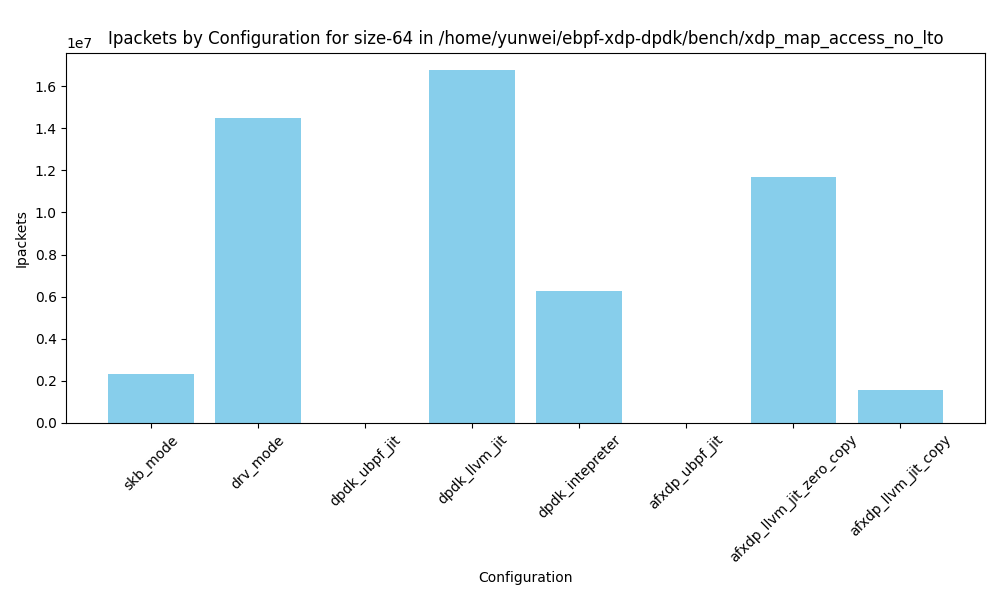 Ipackets by Configuration for size-64 in /home/yunwei/ebpf-xdp-dpdk/bench/xdp_map_access_no_lto
1e7
1.6
1.4
1.2
1.0
0.8
0.6
0.4
0.2
0.0
Ipackets
skb_mode
drv_mode
dpdk_ubpf_jit
dpdk_llvm_jit
dpdk_intepreter
afxdp_ubpf_jit
afxdp_llvm_jit_zero_copy
afxdp_llvm_jit_copy
Configuration